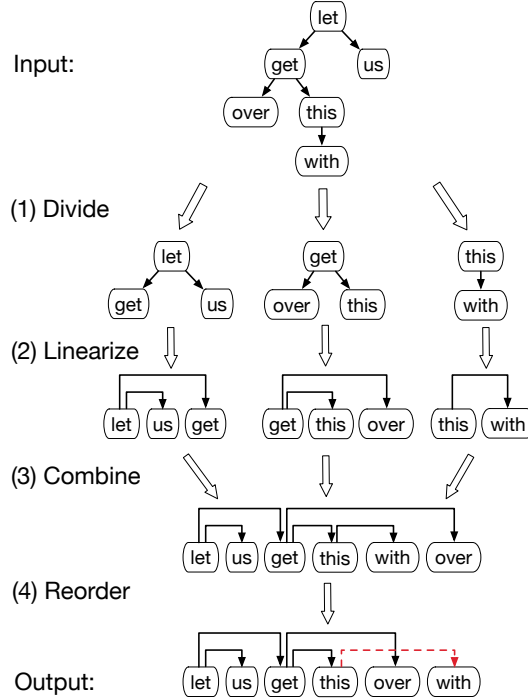 let
Input: get us
over this
with
(1) Divide
let get this
get us over this with
(2) Linearize
let us get get this over this with
(3) Combine
let us get this with over
(4) Reorder
Output: let us get this over with